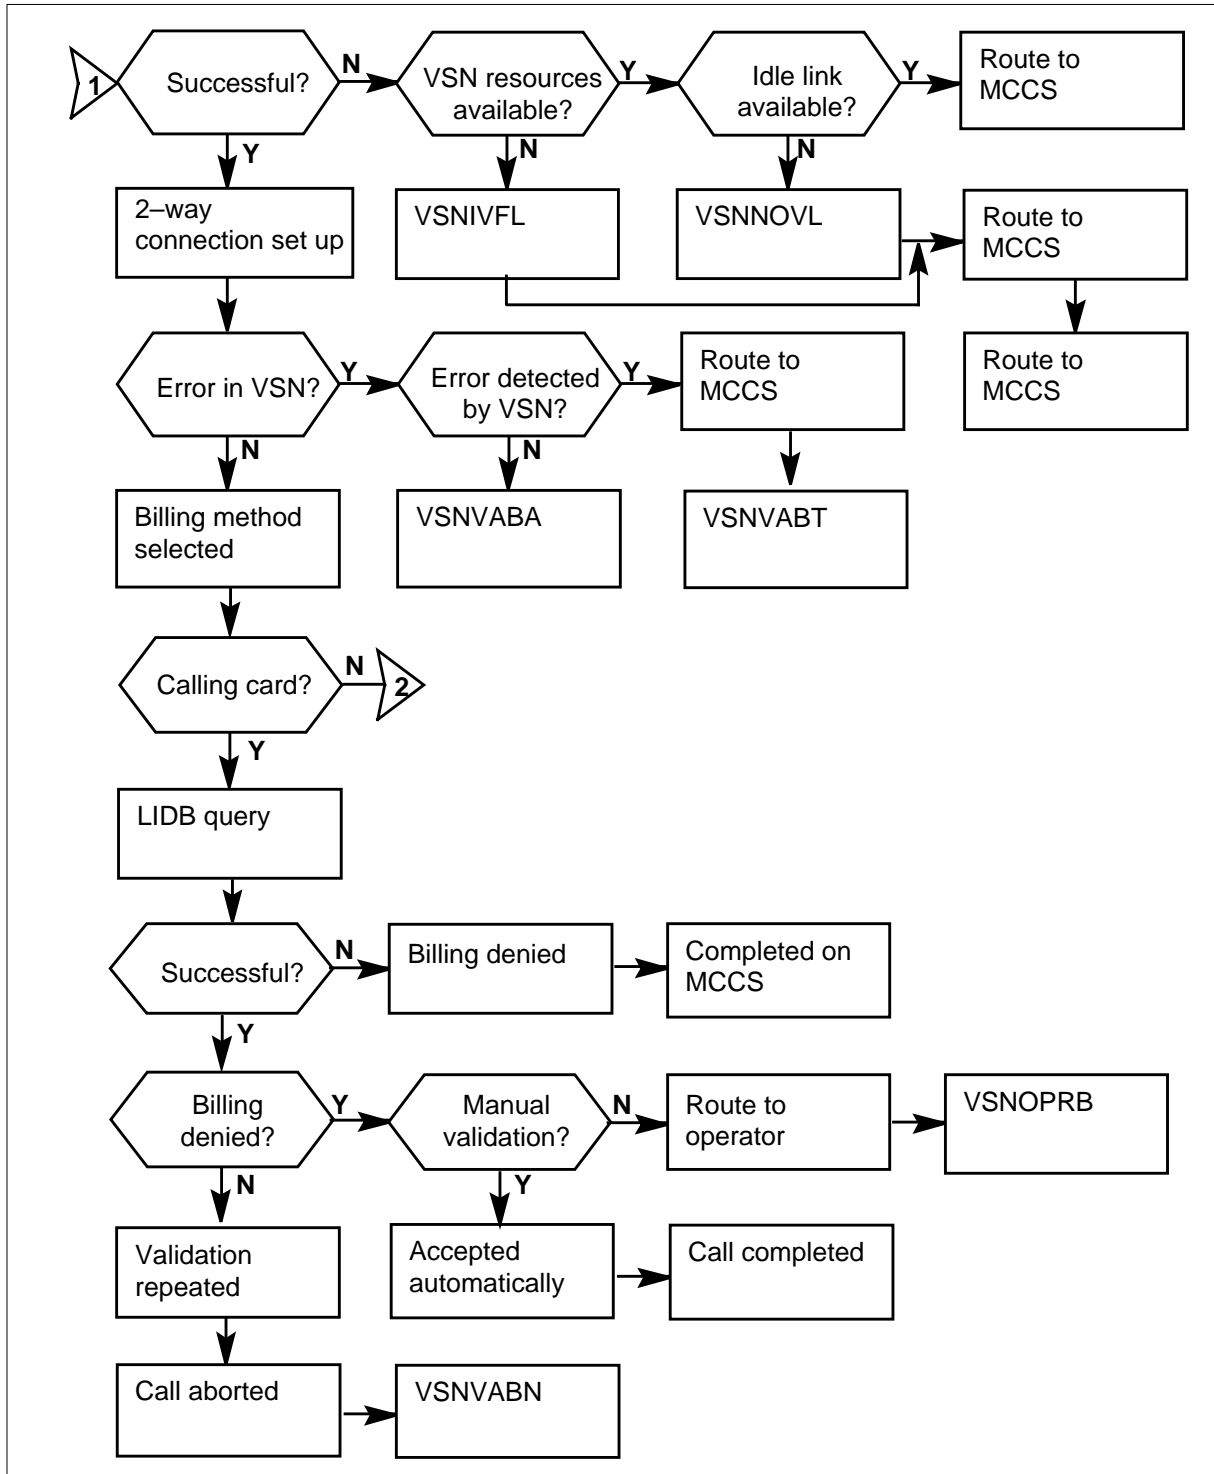 1
Successful?
N
VSN resources
available?
Y
Idle link
available?
Y
Route to
MCCS
Y
N
N
2–way
connection set up
VSNIVFL
VSNNOVL
Route to
MCCS
Error in VSN?
Y
Error detected
by VSN?
Y
Route to
MCCS
Route to
MCCS
N
N
Billing method
selected
VSNVABA
VSNVABT
Calling card?
N
2
Y
LIDB query
Successful?
N
Billing denied
Completed on
MCCS
Y
Billing
denied?
Y
Manual
validation?
N
Route to
operator
VSNOPRB
N
Y
Validation
repeated
Accepted
automatically
Call completed
Call aborted
VSNVABN